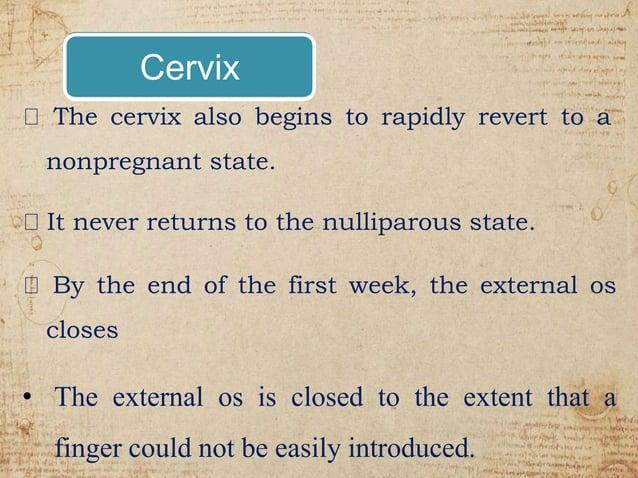 Cervix
The cervix also begins to rapidly revert to a
nonpregnant state.
It never returns to the nulliparous state.
By the end of the first week, the external os
closes
• The external os is closed to the extent that a
finger could not be easily introduced.